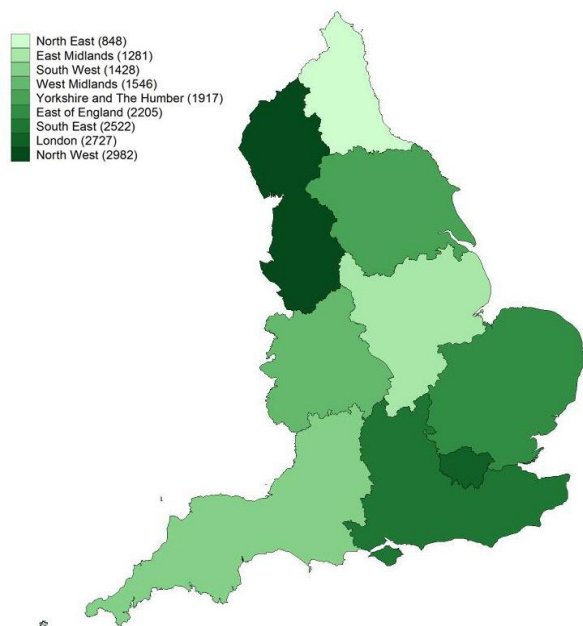 North East (848)
East Midlands (1281)
South West (1428)
West Midlands (1546)
Yorkshire and The Humber (1917)
East of England (2205)
South East (2522)
London (2727)
North West (2982)